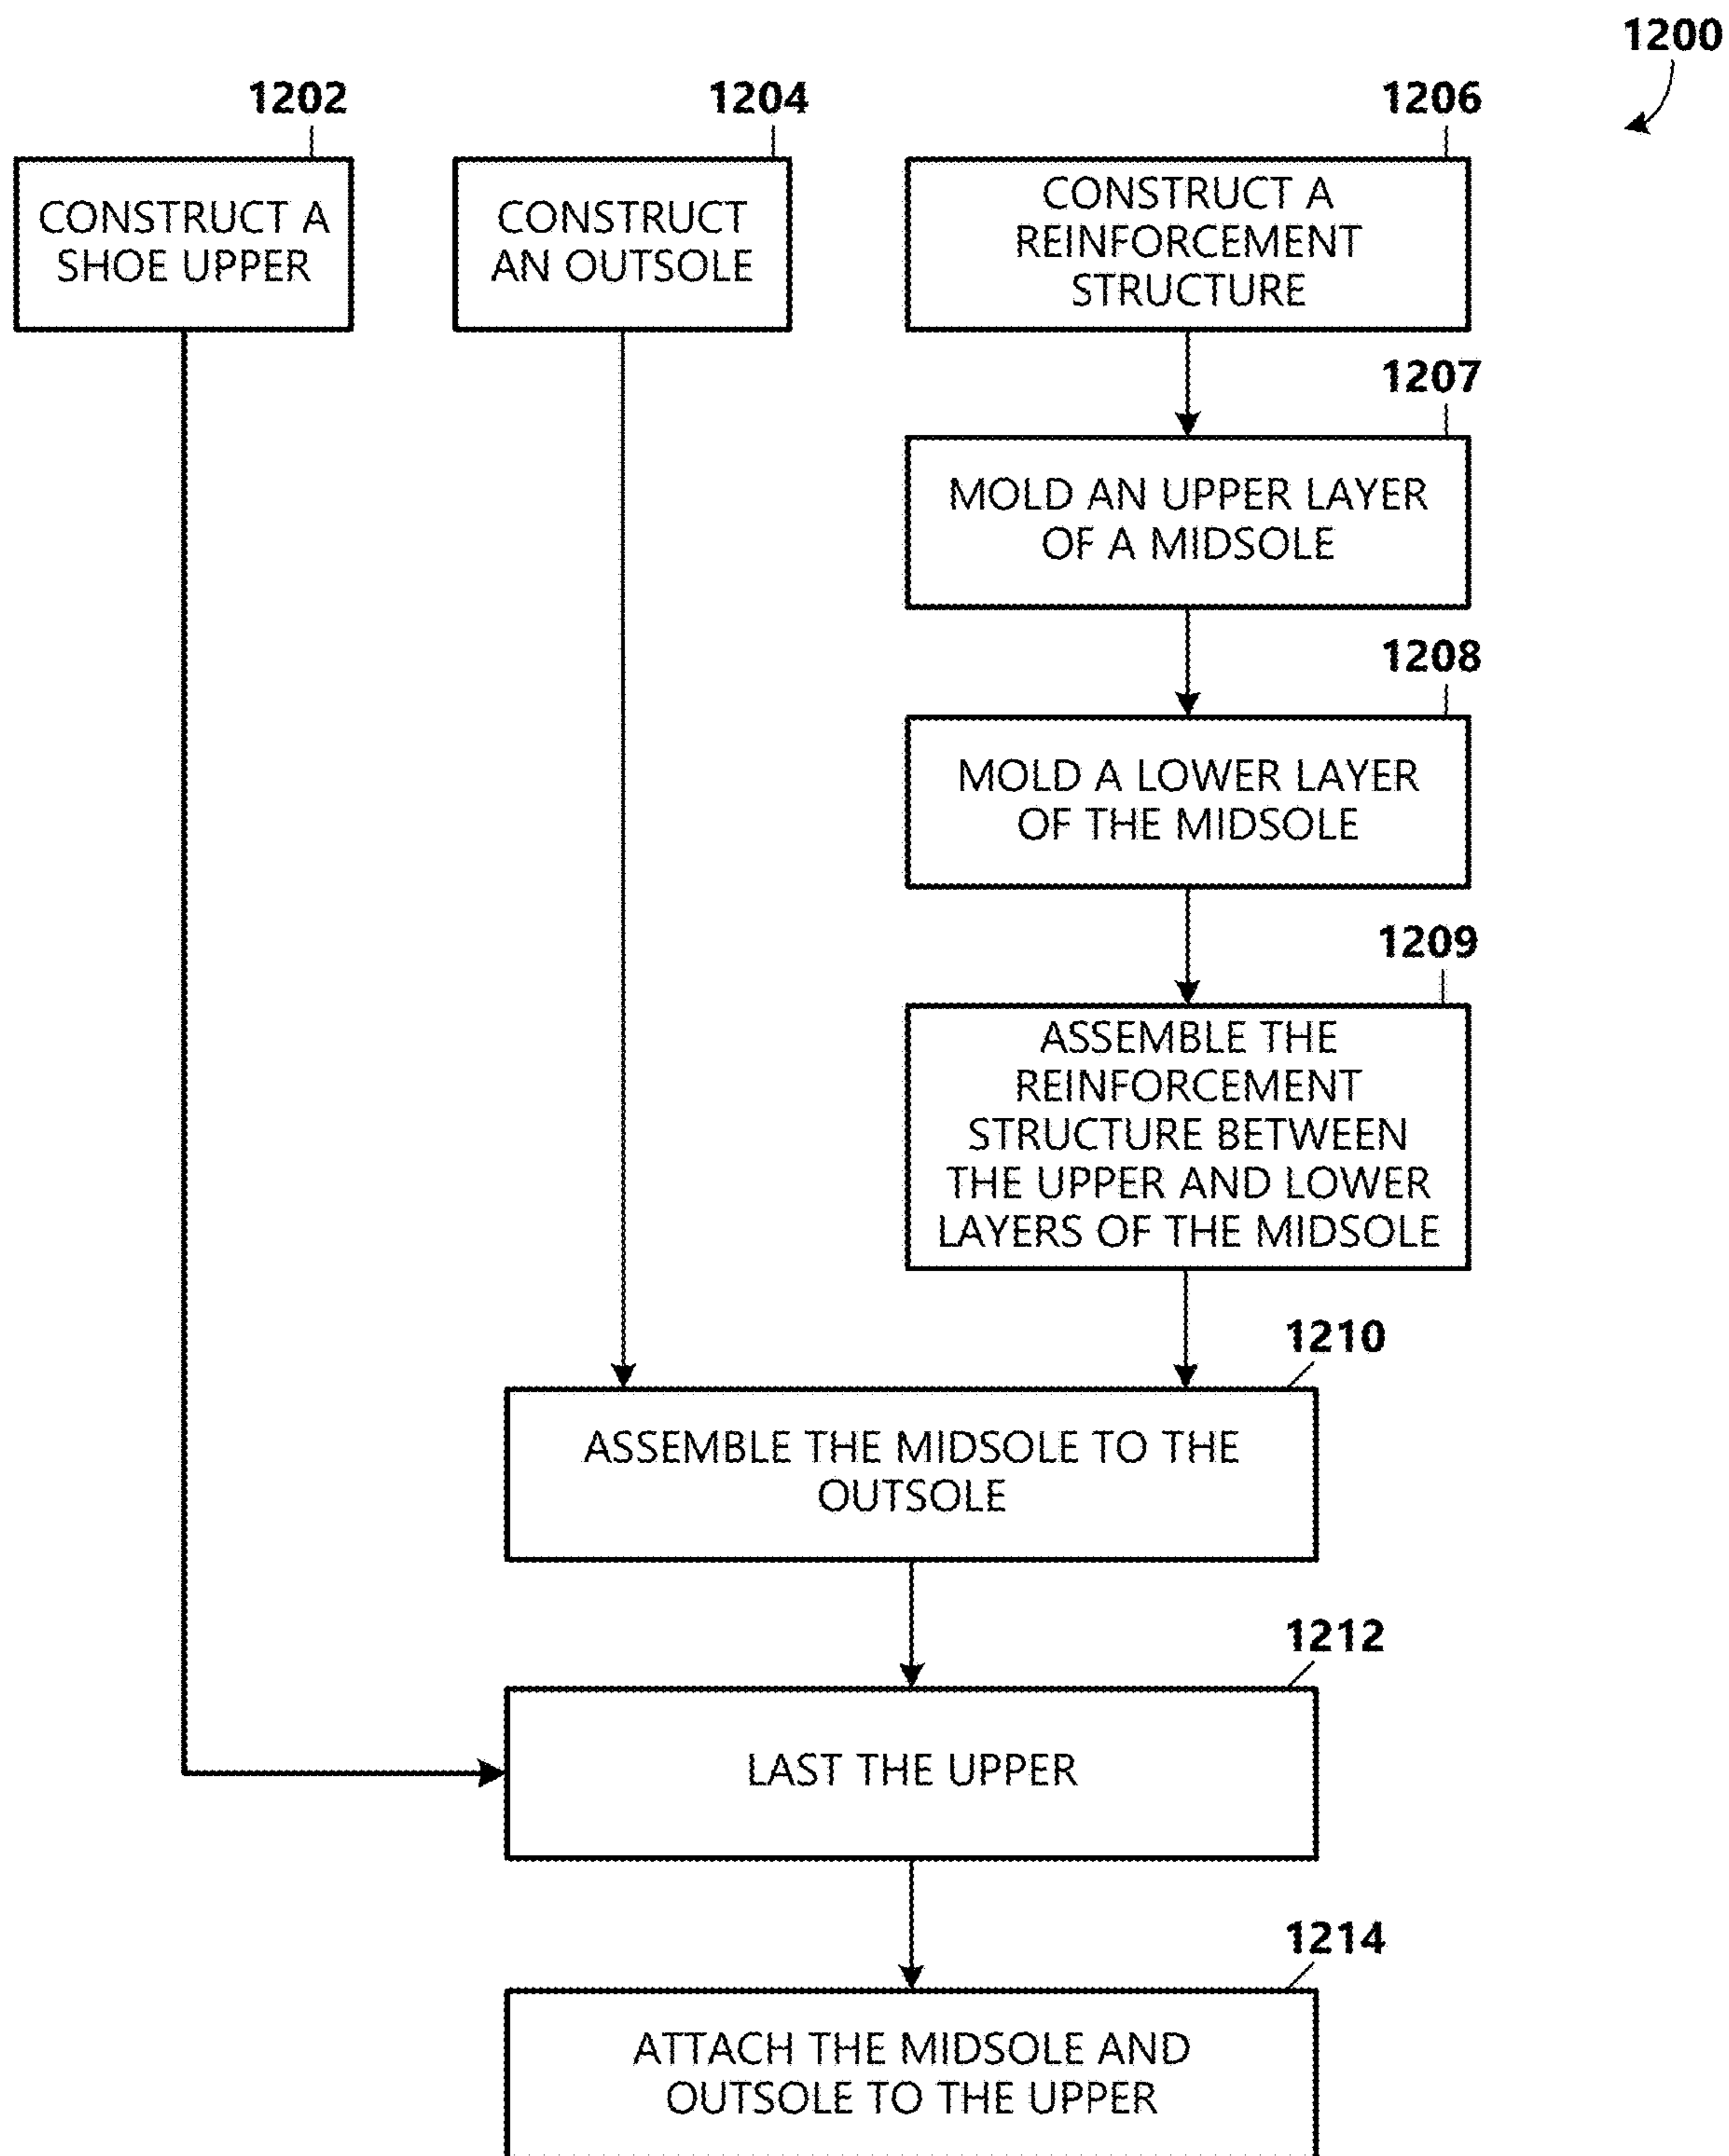 1200
1202
CONSTRUCT A
SHOE UPPER
1204
CONSTRUCT
AN OUTSOLE
1206
CONSTRUCT A
REINFORCEMENT
STRUCTURE
1207
MOLD AN UPPER LAYER
OF A MIDSOLE
1208
MOLD A LOWER LAYER
OF THE MIDSOLE
1209
ASSEMBLE THE
REINFORCEMENT
STRUCTURE BETWEEN
THE UPPER AND LOWER
LAYERS OF THE MIDSOLE
1210
ASSEMBLE THE MIDSOLE TO THE
OUTSOLE
1212
LAST THE UPPER
1214
ATTACH THE MIDSOLE AND
OUTSOLE TO THE UPPER